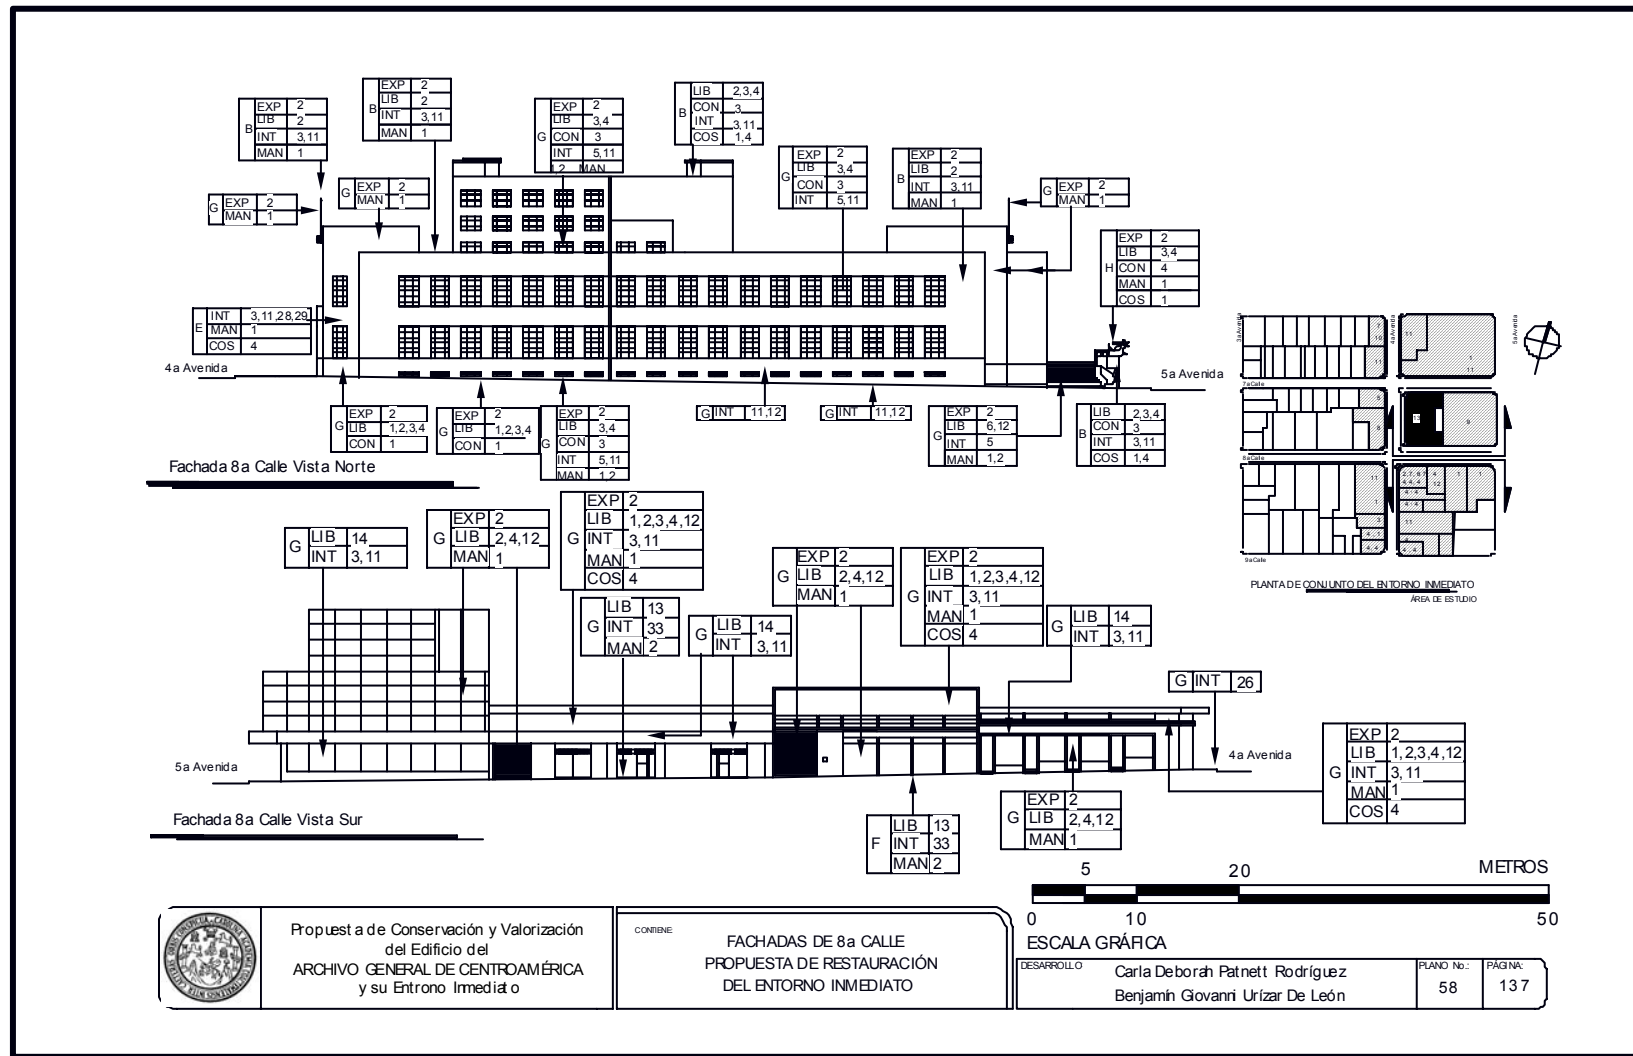 B
EXP 2
LIB 2
INT 3,11
MAN 1
B
EXP 2
LIB 2
INT 3,11
MAN 1
G
EXP 2
LIB 3,4
CON 3
INT 5,11
1,2 MAN
B
LIB 2,3,4
CON 3
INT 3,11
COS 1,4
G
EXP 2
LIB 3,4
CON 3
INT 5,11
B
EXP 2
LIB 2
INT 3,11
MAN 1
G
EXP 2
MAN 1
G
EXP 2
MAN 1
G
EXP 2
MAN 1
H
EXP 2
LIB 3,4
CON 4
MAN 1
COS 1
E
INT 3,11,28,29
MAN 1
COS 4
4a Avenida
5a Avenida
G
EXP 2
LIB 1,2,3,4
CON 1
G
EXP 2
LIB 1,2,3,4
CON 1
G
EXP 2
LIB 3,4
CON 3
INT 5,11
MAN 1,2
G INT 11,12
G INT 11,12
G
EXP 2
LIB 6,12
INT 5
MAN 1,2
B
LIB 2,3,4
CON 3
INT 3,11
COS 1,4
Fachada 8a Calle Vista Norte
3a Avenida
4a Avenida
5a Avenida
7a Calle
8a Calle
9a Calle
PLANTA DE CONJUNTO DEL ENTORNO INMEDIATO
ÁREA DE ESTUDIO
G
LIB 14
INT 3,11
G
EXP 2
LIB 2,4,12
MAN 1
G
EXP 2
LIB 1,2,3,4,12
INT 3,11
MAN 1
COS 4
G
LIB 13
INT 33
MAN 2
G
LIB 14
INT 3,11
G
EXP 2
LIB 2,4,12
MAN 1
G
EXP 2
LIB 1,2,3,4,12
INT 3,11
MAN 1
COS 4
G
LIB 14
INT 3,11
G INT 26
G
EXP 2
LIB 1,2,3,4,12
INT 3,11
MAN 1
COS 4
5a Avenida
4a Avenida
Fachada 8a Calle Vista Sur
F
LIB 13
INT 33
MAN 2
G
EXP 2
LIB 2,4,12
MAN 1
5 20 METROS
0 10 50
ESCALA GRÁFICA
Propuesta de Conservación y Valorización
del Edificio del
ARCHIVO GENERAL DE CENTROAMÉRICA
y su Entrono Inmediato
CONTIENE:
FACHADAS DE 8a CALLE
PROPUESTA DE RESTAURACIÓN
DEL ENTORNO INMEDIATO
DESARROLLO
Carla Deborah Patnett Rodríguez
Benjamín Giovanni Urízar De León
PLANO No.:
58
PÁGINA:
137